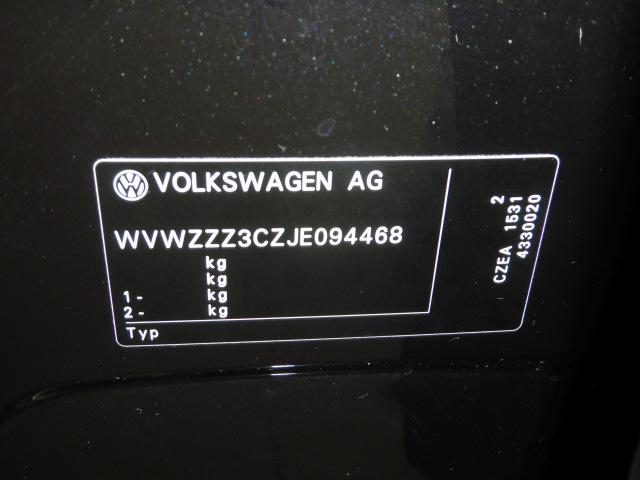 VOLKSWAGEN AG
WVWZZZ3CZJE094468
kg
kg
1- kg
2- kg
Typ
2
CZEA 1531
4330020